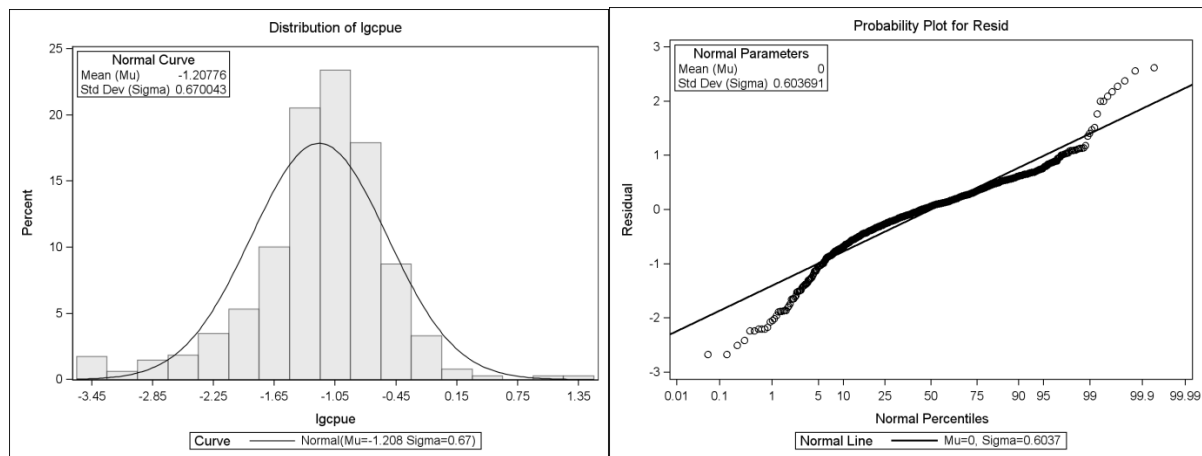 Distribution of lgcpue
Normal Curve
Mean (Mu) -1.20776
Std Dev (Sigma) 0.670043
25
20
15
10
5
0
Percent
-3.45 -2.85 -2.25 -1.65 -1.05 -0.45 0.15 0.75 1.35
lgcpue
Curve Normal(Mu=-1.208 Sigma=0.67)
Probability Plot for Resid
Normal Parameters
Mean (Mu) 0
Std Dev (Sigma) 0.603691
3
2
1
0
-1
-2
-3
Residual
0.01 0.1 1 5 10 25 50 75 90 95 99 99.9 99.99
Normal Percentiles
Normal Line Mu=0, Sigma=0.6037